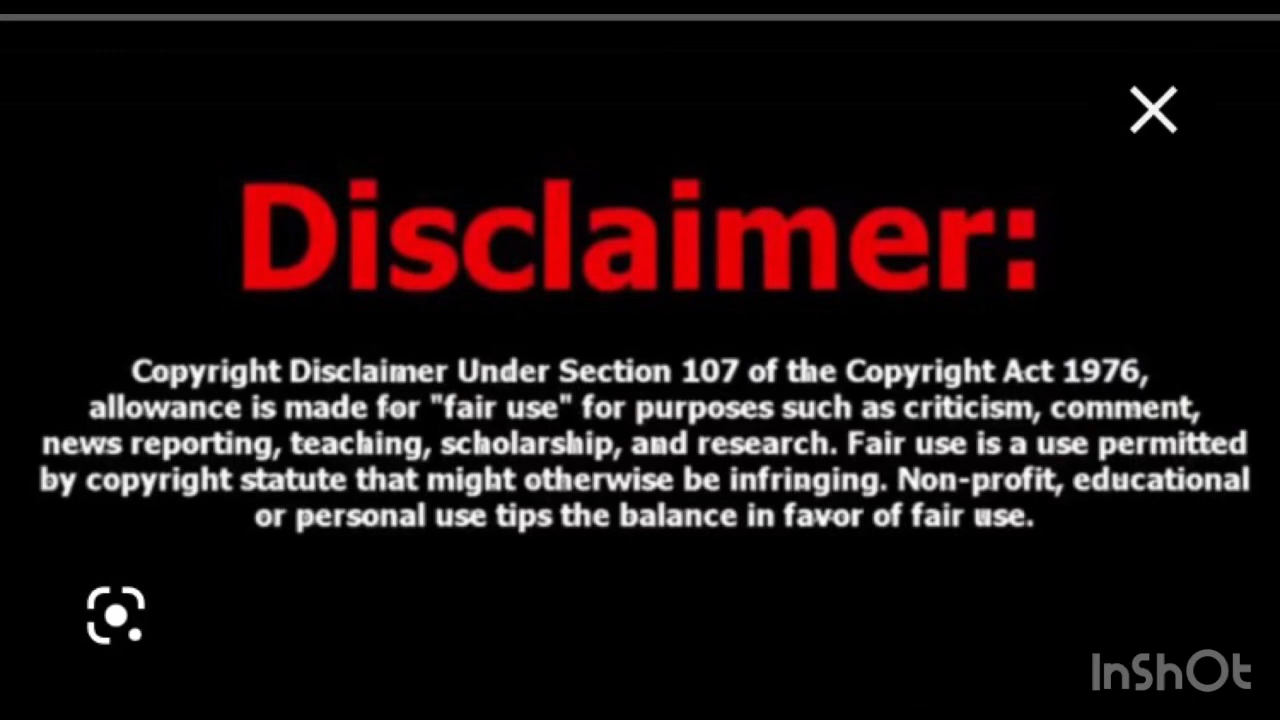 Disclaimer:
Copyright Disclaimer Under Section 107 of the Copyright Act 1976,
allowance is made for "fair use" for purposes such as criticism, comment,
news reporting, teaching, scholarship, and research. Fair use is a use permitted
by copyright statute that might otherwise be infringing. Non-profit, educational
or personal use tips the balance in favor of fair use.
InShOt